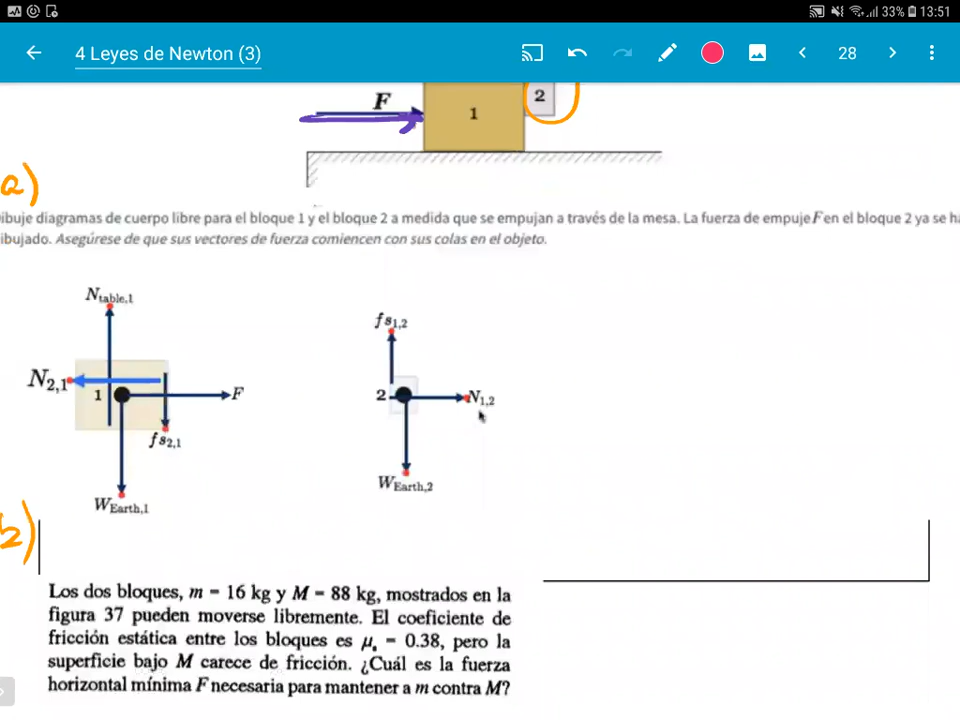 33% 13:51
4 Leyes de Newton (3)
28
F
1
2
a)
ibuje diagramas de cuerpo libre para el bloque 1 y el bloque 2 a medida que se empujan a través de la mesa. La fuerza de empuje F en el bloque 2 ya se ha
ibujado. Asegúrese de que sus vectores de fuerza comiencen con sus colas en el objeto.
Ntable,1
N2,1
1
F
fs2,1
WEarth,1
fs1,2
2
N1,2
WEarth,2
b)
Los dos bloques, m = 16 kg y M = 88 kg, mostrados en la
figura 37 pueden moverse libremente. El coeficiente de
fricción estática entre los bloques es μs = 0.38, pero la
superficie bajo M carece de fricción. ¿Cuál es la fuerza
horizontal mínima F necesaria para mantener a m contra M?